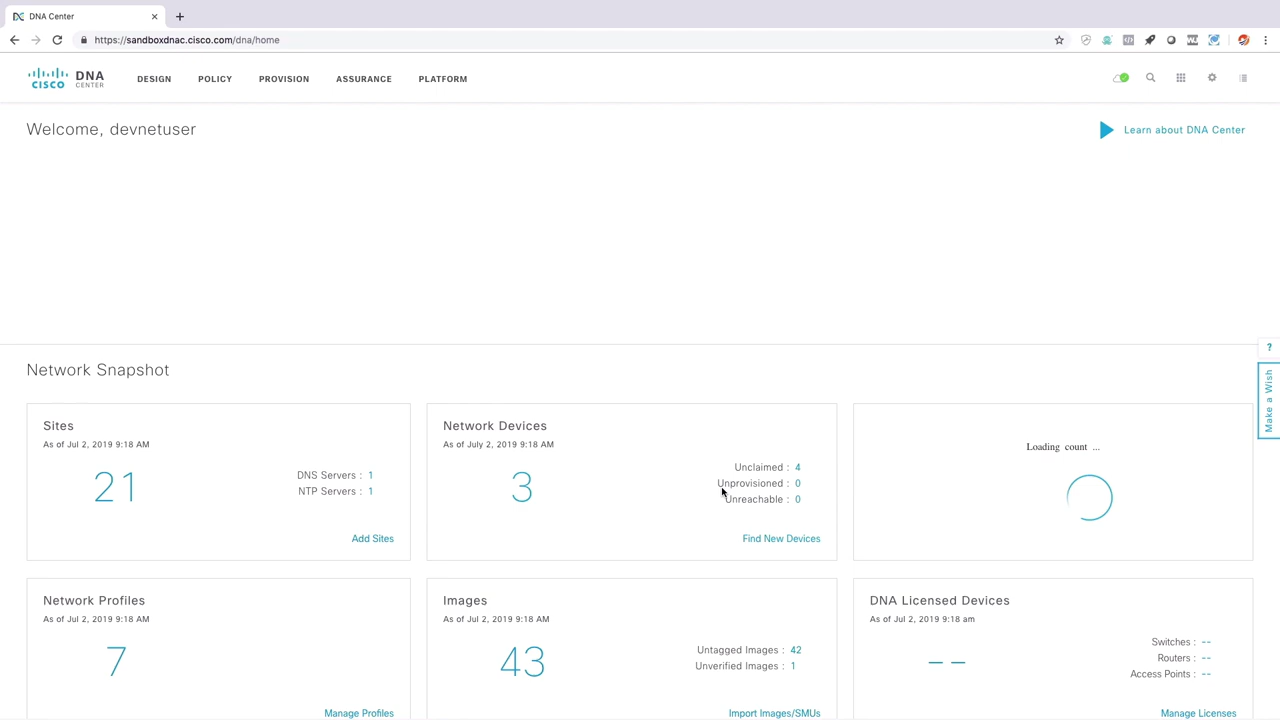 DNA Center
https://sandboxdnac.cisco.com/dna/home
CISCO DNA CENTER
DESIGN POLICY PROVISION ASSURANCE PLATFORM
Welcome, devnetuser
Learn about DNA Center
?
Make a Wish
Network Snapshot
Sites
As of Jul 2, 2019 9:18 AM
21
DNS Servers : 1
NTP Servers : 1
Add Sites
Network Devices
As of July 2, 2019 9:18 AM
3
Unclaimed : 4
Unprovisioned : 0
Unreachable : 0
Find New Devices
Loading count ...
Network Profiles
As of Jul 2, 2019 9:18 AM
7
Manage Profiles
Images
As of Jul 2, 2019 9:18 AM
43
Untagged Images : 42
Unverified Images : 1
Import Images/SMUs
DNA Licensed Devices
As of Jul 2, 2019 9:18 am
--
Switches : --
Routers : --
Access Points : --
Manage Licenses